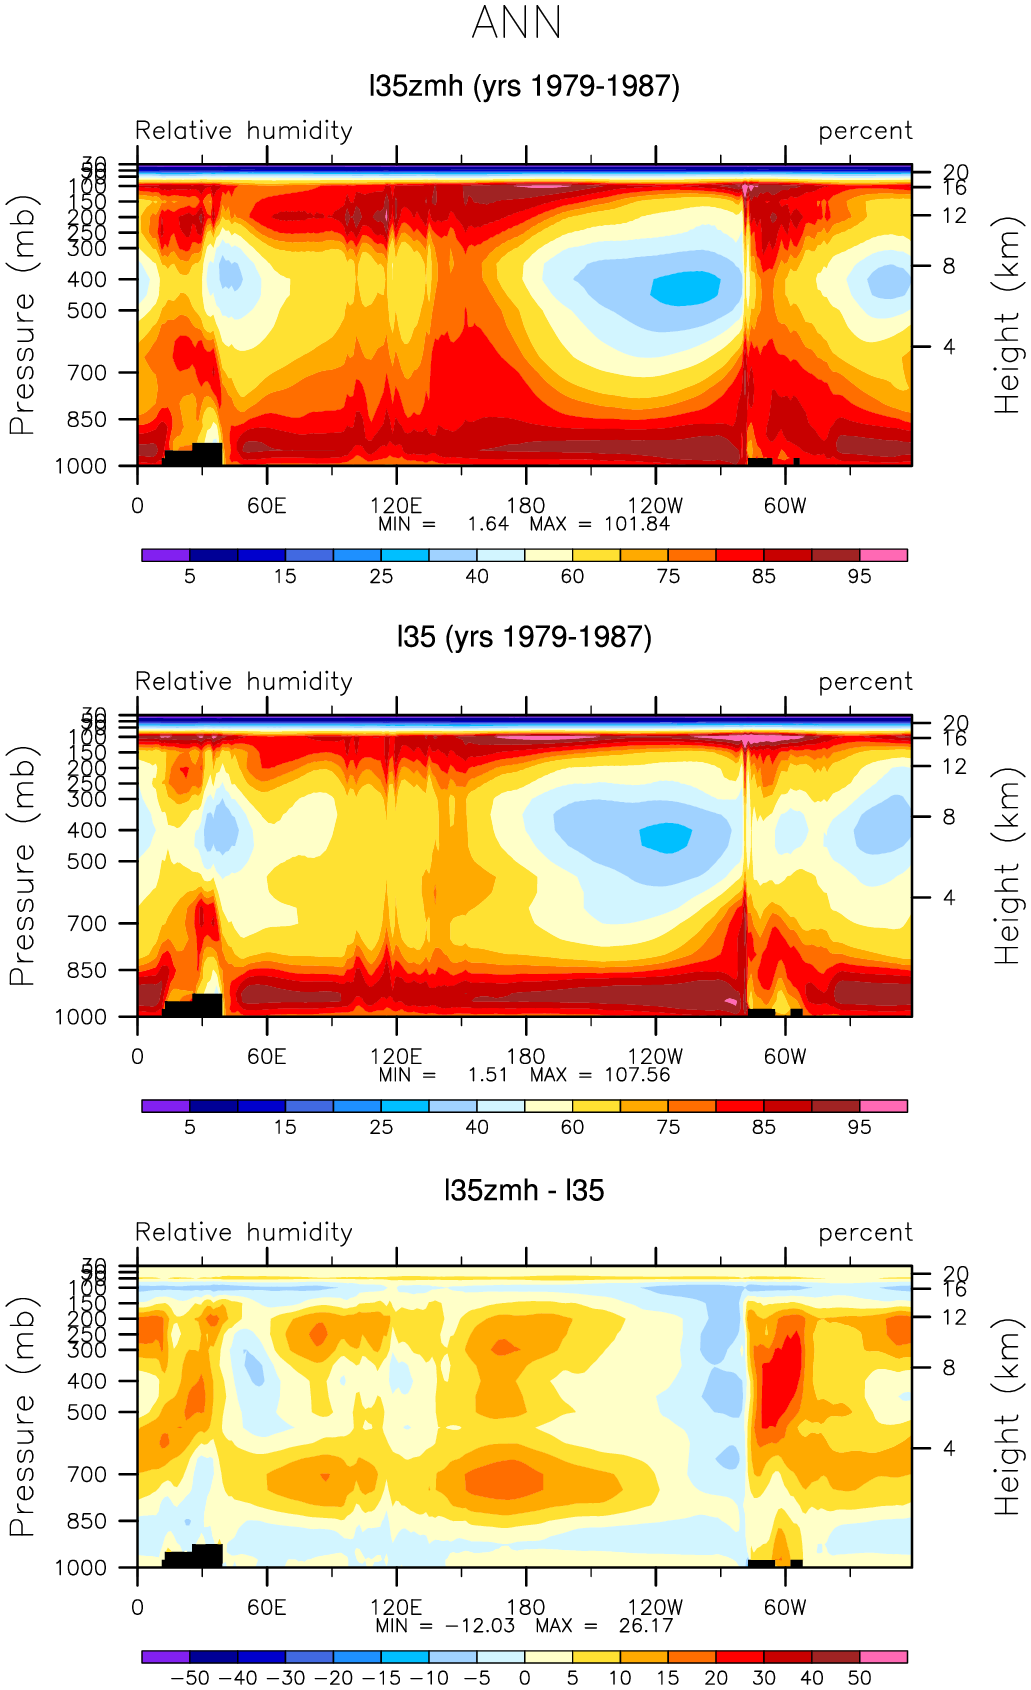 ANN
l35zmh (yrs 1979-1987)
Relative humidity percent
Pressure (mb)
Height (km)
30
100
150
200
250
300
400
500
700
850
1000
20
16
12
8
4
0 60E 120E 180 120W 60W
MIN = 1.64 MAX = 101.84
5 15 25 40 60 75 85 95
l35 (yrs 1979-1987)
Relative humidity percent
Pressure (mb)
Height (km)
30
100
150
200
250
300
400
500
700
850
1000
20
16
12
8
4
0 60E 120E 180 120W 60W
MIN = 1.51 MAX = 107.56
5 15 25 40 60 75 85 95
l35zmh - l35
Relative humidity percent
Pressure (mb)
Height (km)
30
100
150
200
250
300
400
500
700
850
1000
20
16
12
8
4
0 60E 120E 180 120W 60W
MIN = −12.03 MAX = 26.17
−50 −40 −30 −20 −15 −10 −5 0 5 10 15 20 30 40 50